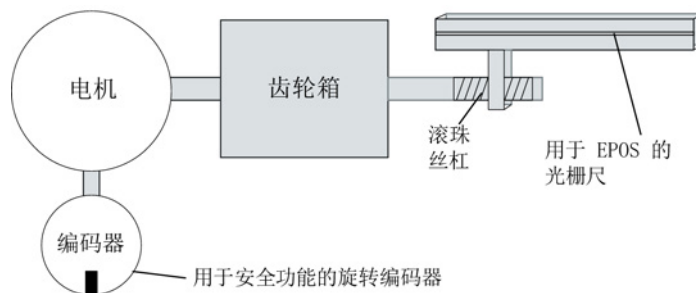 电机
齿轮箱
滚珠
丝杠
用于 EPOS 的
光栅尺
编码器
用于安全功能的旋转编码器